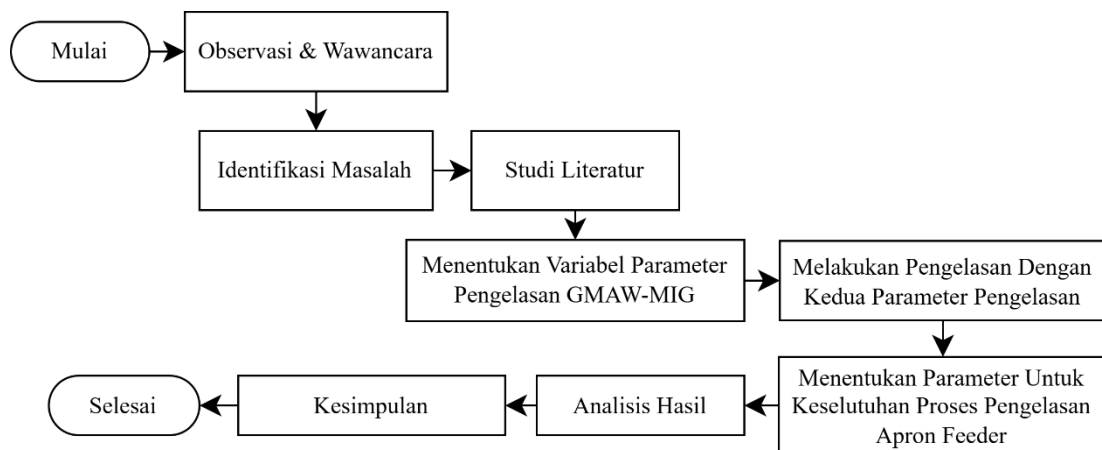 Mulai
Observasi & Wawancara
Identifikasi Masalah
Studi Literatur
Menentukan Variabel Parameter
Pengelasan GMAW-MIG
Melakukan Pengelasan Dengan
Kedua Parameter Pengelasan
Menentukan Parameter Untuk
Keselutuhan Proses Pengelasan
Apron Feeder
Analisis Hasil
Kesimpulan
Selesai